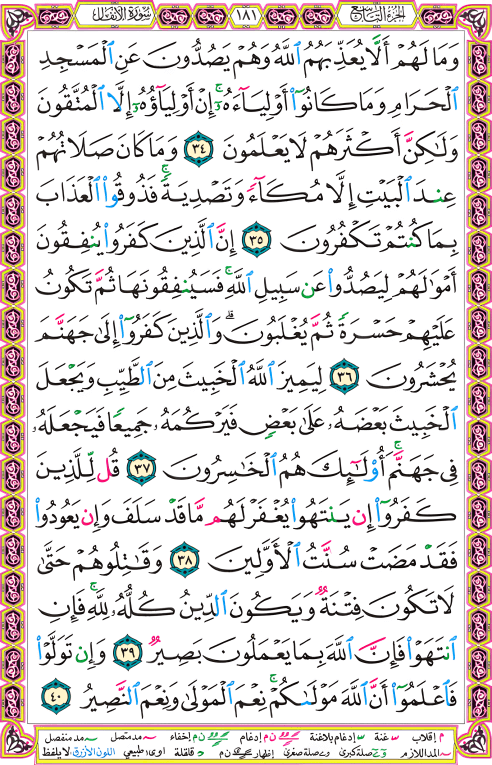 الجزء التاسع ١٨١ سورة الأنفال
وَمَا لَهُمْ أَلَّا يُعَذِّبَهُمُ ٱللَّهُ وَهُمْ يَصُدُّونَ عَنِ ٱلْمَسْجِدِ
ٱلْحَرَامِ وَمَا كَانُوٓا۟ أَوْلِيَآءَهُۥٓ ۚ إِنْ أَوْلِيَآؤُهُۥٓ إِلَّا ٱلْمُتَّقُونَ
وَلَـٰكِنَّ أَكْثَرَهُمْ لَا يَعْلَمُونَ ٣٤ وَمَا كَانَ صَلَاتُهُمْ
عِندَ ٱلْبَيْتِ إِلَّا مُكَآءً وَتَصْدِيَةً ۚ فَذُوقُوا۟ ٱلْعَذَابَ
بِمَا كُنتُمْ تَكْفُرُونَ ٣٥ إِنَّ ٱلَّذِينَ كَفَرُوا۟ يُنفِقُونَ
أَمْوَٰلَهُمْ لِيَصُدُّوا۟ عَن سَبِيلِ ٱللَّهِ ۚ فَسَيُنفِقُونَهَا ثُمَّ تَكُونُ
عَلَيْهِمْ حَسْرَةً ثُمَّ يُغْلَبُونَ ۗ وَٱلَّذِينَ كَفَرُوٓا۟ إِلَىٰ جَهَنَّمَ
يُحْشَرُونَ ٣٦ لِيَمِيزَ ٱللَّهُ ٱلْخَبِيثَ مِنَ ٱلطَّيِّبِ وَيَجْعَلَ
ٱلْخَبِيثَ بَعْضَهُۥ عَلَىٰ بَعْضٍ فَيَرْكُمَهُۥ جَمِيعًا فَيَجْعَلَهُۥ
فِى جَهَنَّمَ ۚ أُو۟لَـٰٓئِكَ هُمُ ٱلْخَـٰسِرُونَ ٣٧ قُل لِّلَّذِينَ
كَفَرُوٓا۟ إِن يَنتَهُوا۟ يُغْفَرْ لَهُم مَّا قَدْ سَلَفَ وَإِن يَعُودُوا۟
فَقَدْ مَضَتْ سُنَّتُ ٱلْأَوَّلِينَ ٣٨ وَقَـٰتِلُوهُمْ حَتَّىٰ
لَا تَكُونَ فِتْنَةٌ وَيَكُونَ ٱلدِّينُ كُلُّهُۥ لِلَّهِ ۚ فَإِنِ
ٱنتَهَوْا۟ فَإِنَّ ٱللَّهَ بِمَا يَعْمَلُونَ بَصِيرٌ ٣٩ وَإِن تَوَلَّوْا۟
فَٱعْلَمُوٓا۟ أَنَّ ٱللَّهَ مَوْلَىٰكُمْ ۚ نِعْمَ ٱلْمَوْلَىٰ وَنِعْمَ ٱلنَّصِيرُ ٤٠
م إقلاب س غنة س إدغام بلاغنة ن م إدغام ن م إخفاء مد متصل مد منفصل
المد اللازم صلة كبرى صلة صغرى إظهار ن م د قلقلة أوى طبيعي اللون الأزرق لا يلفظ